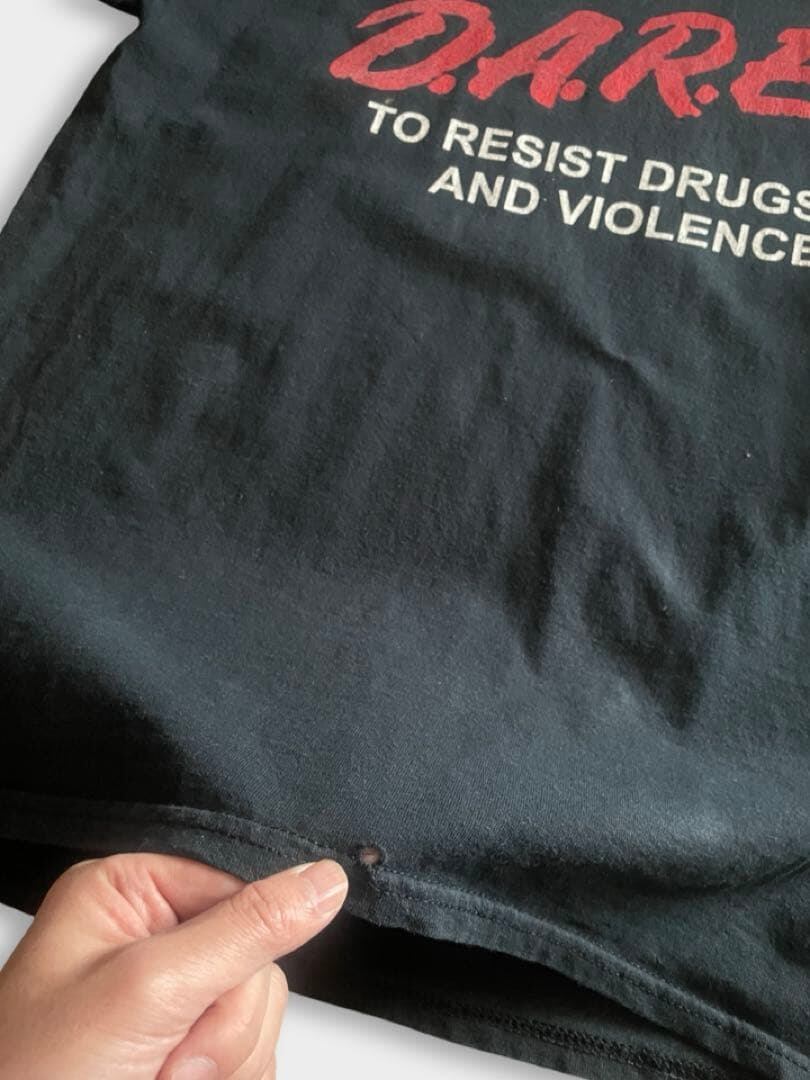 D.A.R.E
TO RESIST DRUGS
AND VIOLENCE